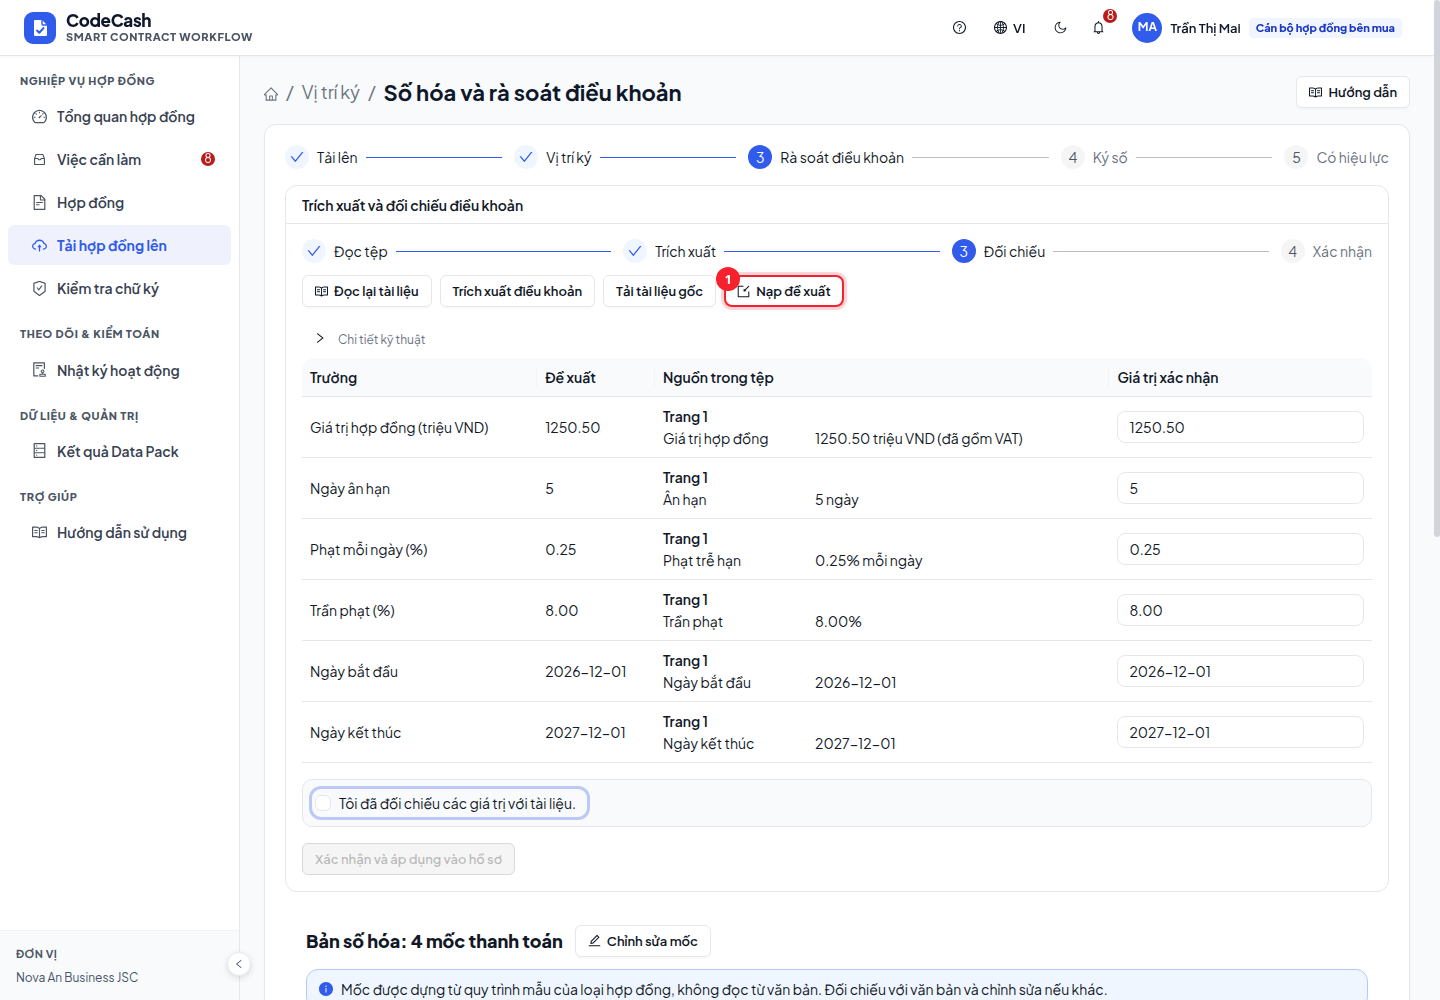 CodeCash
SMART CONTRACT WORKFLOW
VI
8
MA
Trần Thị Mai
Cán bộ hợp đồng bên mua
NGHIỆP VỤ HỢP ĐỒNG
Tổng quan hợp đồng
Việc cần làm
8
Hợp đồng
Tải hợp đồng lên
Kiểm tra chữ ký
THEO DÕI & KIỂM TOÁN
Nhật ký hoạt động
DỮ LIỆU & QUẢN TRỊ
Kết quả Data Pack
TRỢ GIÚP
Hướng dẫn sử dụng
ĐƠN VỊ
Nova An Business JSC
/ Vị trí ký / Số hóa và rà soát điều khoản
Hướng dẫn
Tải lên
Vị trí ký
3 Rà soát điều khoản
4 Ký số
5 Có hiệu lực
Trích xuất và đối chiếu điều khoản
Đọc tệp
Trích xuất
3 Đối chiếu
4 Xác nhận
Đọc lại tài liệu
Trích xuất điều khoản
Tải tài liệu gốc
1
Nạp đề xuất
Chi tiết kỹ thuật
Trường Đề xuất Nguồn trong tệp Giá trị xác nhận
Giá trị hợp đồng (triệu VND) 1250.50 Trang 1
Giá trị hợp đồng 1250.50 triệu VND (đã gồm VAT) 1250.50
Ngày ân hạn 5 Trang 1
Ân hạn 5 ngày 5
Phạt mỗi ngày (%) 0.25 Trang 1
Phạt trễ hạn 0.25% mỗi ngày 0.25
Trần phạt (%) 8.00 Trang 1
Trần phạt 8.00% 8.00
Ngày bắt đầu 2026-12-01 Trang 1
Ngày bắt đầu 2026-12-01 2026-12-01
Ngày kết thúc 2027-12-01 Trang 1
Ngày kết thúc 2027-12-01 2027-12-01
Tôi đã đối chiếu các giá trị với tài liệu.
Xác nhận và áp dụng vào hồ sơ
Bản số hóa: 4 mốc thanh toán
Chỉnh sửa mốc
Mốc được dựng từ quy trình mẫu của loại hợp đồng, không đọc từ văn bản. Đối chiếu với văn bản và chỉnh sửa nếu khác.